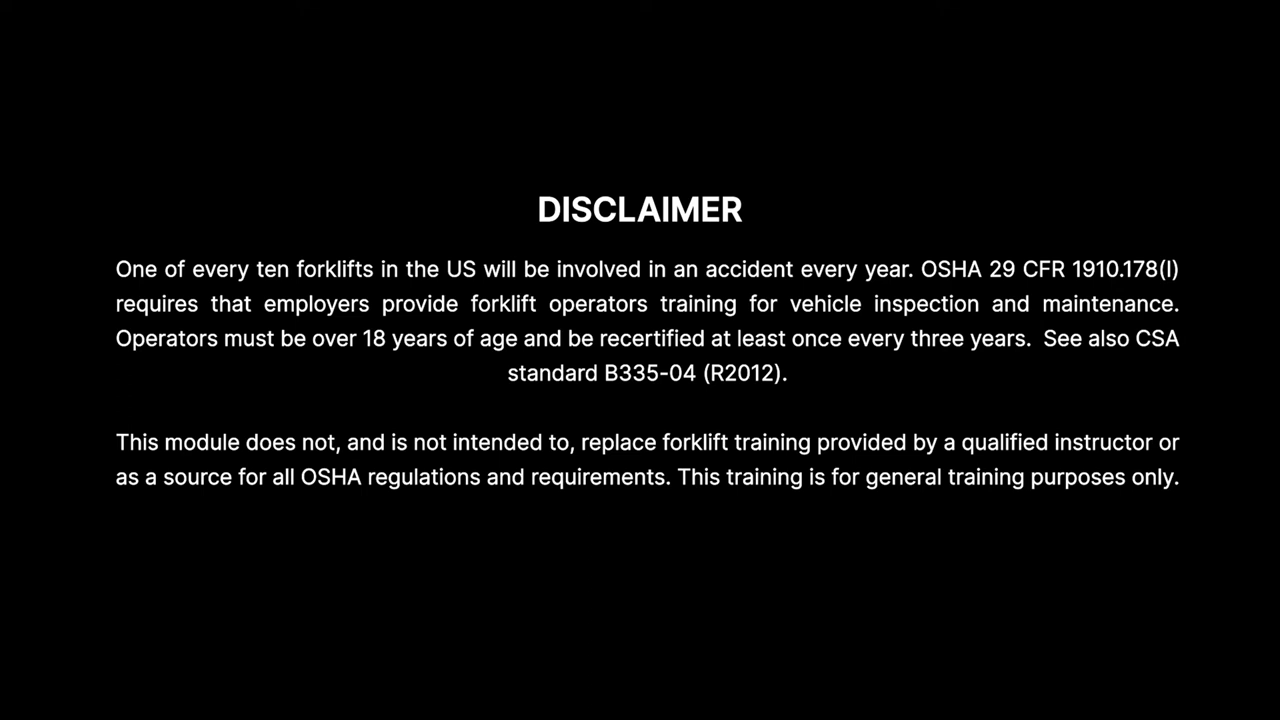 DISCLAIMER
One of every ten forklifts in the US will be involved in an accident every year. OSHA 29 CFR 1910.178(l)
requires that employers provide forklift operators training for vehicle inspection and maintenance.
Operators must be over 18 years of age and be recertified at least once every three years.  See also CSA
standard B335-04 (R2012).
This module does not, and is not intended to, replace forklift training provided by a qualified instructor or
as a source for all OSHA regulations and requirements. This training is for general training purposes only.